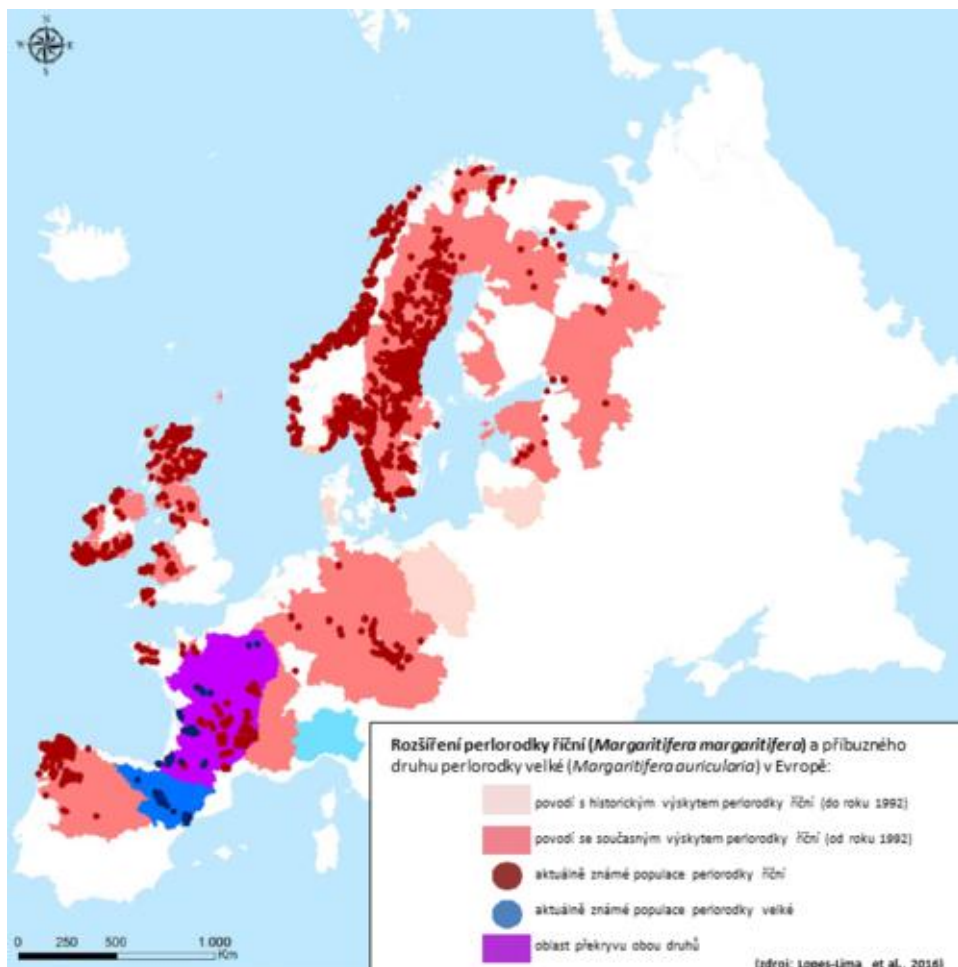 N
W E
S
Rozšíření perlorodky říční (Margaritifera margaritifera) a příbuzného
druhu perlorodky velké (Margaritifera auricularia) v Evropě:
povodí s historickým výskytem perlorodky říční (do roku 1992)
povodí se současným výskytem perlorodky říční (od roku 1992)
aktuálně známé populace perlorodky říční
aktuálně známé populace perlorodky velké
oblast překryvu obou druhů
(zdroj: Lopes-Lima et al., 2016)
0 250 500 1 000
Km